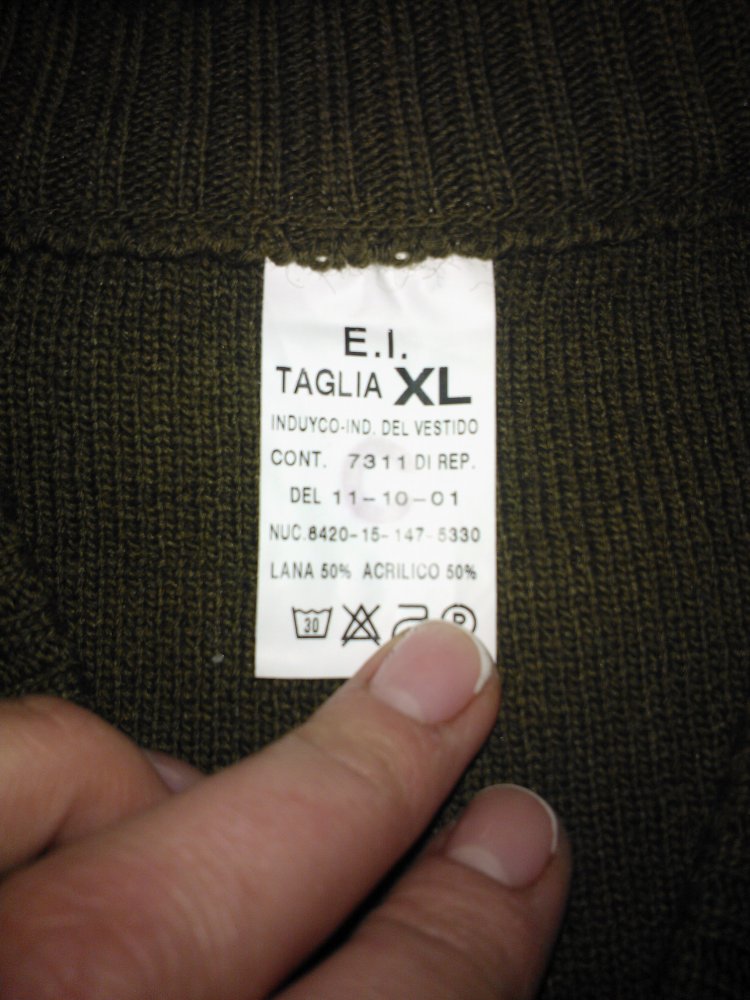 E.I.
TAGLIA XL
INDUYCO-IND. DEL VESTIDO
CONT. 7311 DI REP.
DEL 11-10-01
NUC.8420-15-147-5330
LANA 50% ACRILICO 50%
30